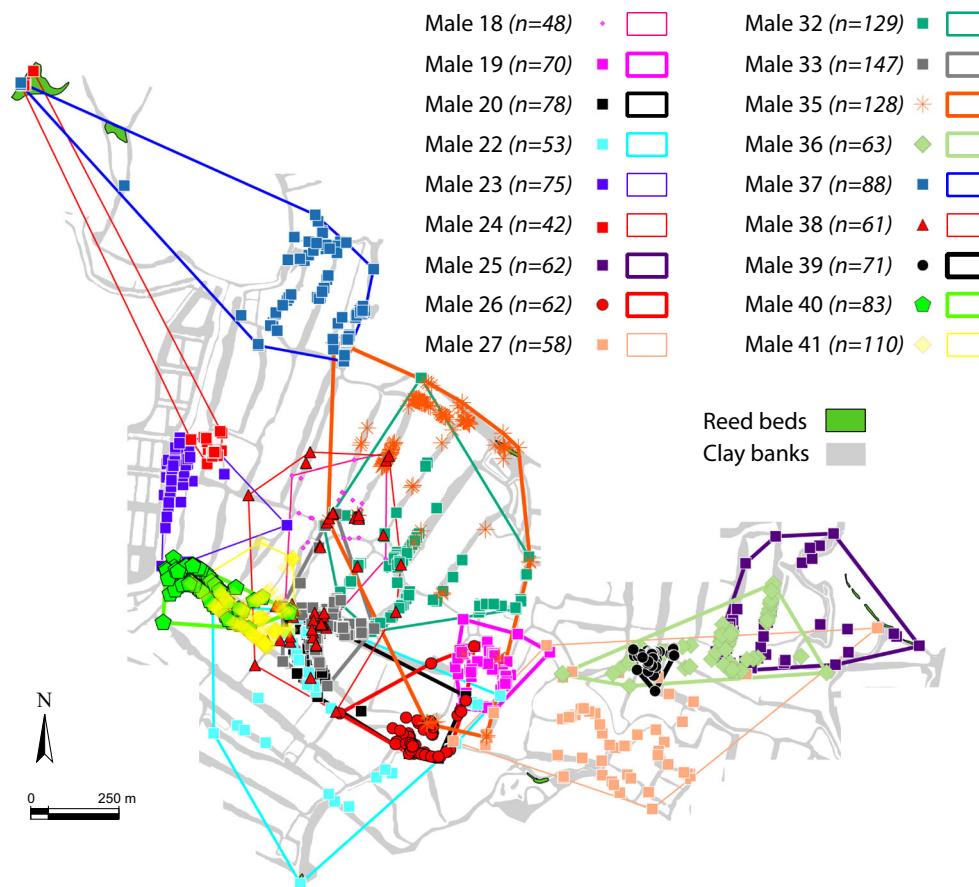 Male 18 (n=48)
Male 19 (n=70)
Male 20 (n=78)
Male 22 (n=53)
Male 23 (n=75)
Male 24 (n=42)
Male 25 (n=62)
Male 26 (n=62)
Male 27 (n=58)
Male 32 (n=129)
Male 33 (n=147)
Male 35 (n=128)
Male 36 (n=63)
Male 37 (n=88)
Male 38 (n=61)
Male 39 (n=71)
Male 40 (n=83)
Male 41 (n=110)
Reed beds
Clay banks
N
0 250 m